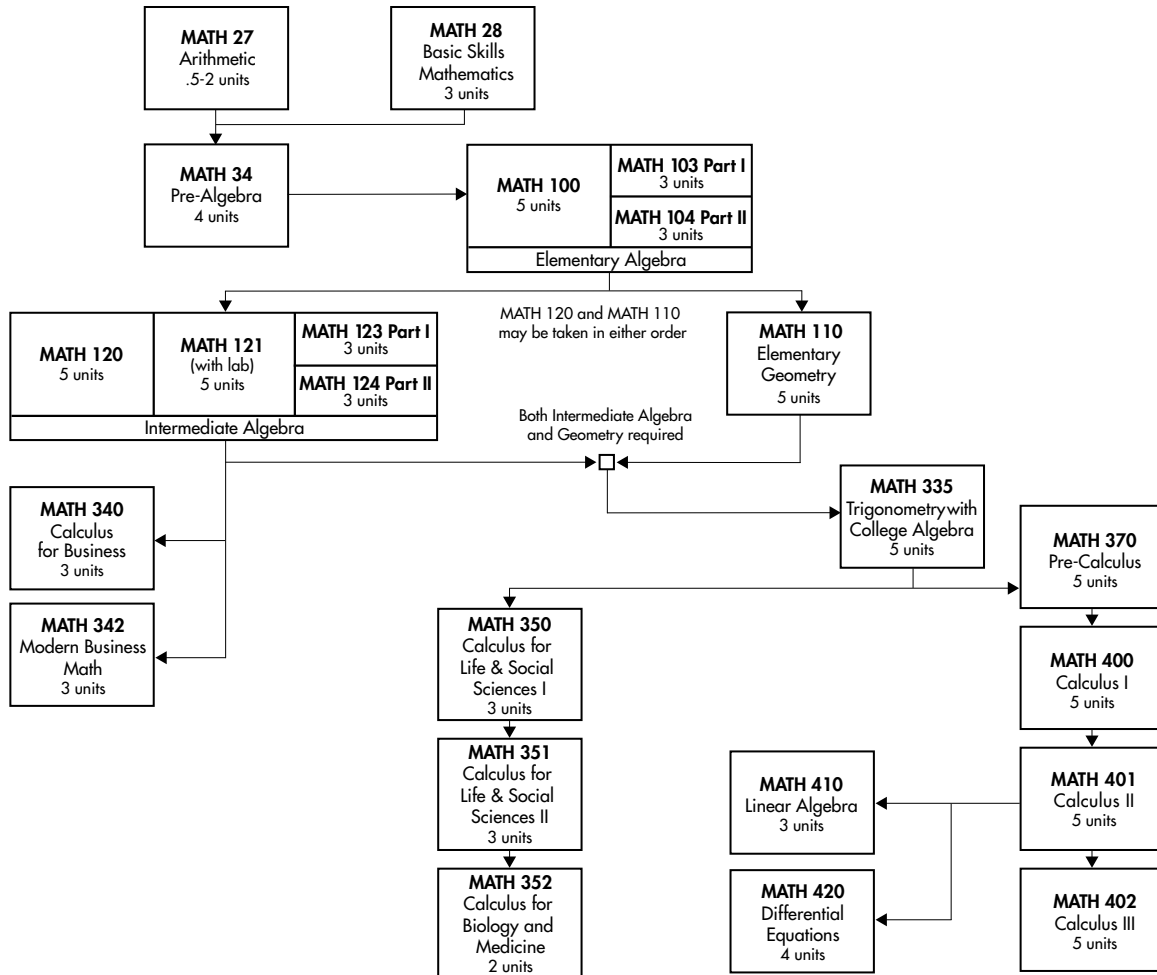 MATH 27
Arithmetic
.5-2 units
MATH 28
Basic Skills
Mathematics
3 units
MATH 34
Pre-Algebra
4 units
MATH 100
5 units
MATH 103 Part I
3 units
MATH 104 Part II
3 units
Elementary Algebra
MATH 120 and MATH 110
may be taken in either order
MATH 120
5 units
MATH 121
(with lab)
5 units
MATH 123 Part I
3 units
MATH 124 Part II
3 units
Intermediate Algebra
MATH 110
Elementary
Geometry
5 units
Both Intermediate Algebra
and Geometry required
MATH 335
Trigonometry with
College Algebra
5 units
MATH 340
Calculus
for Business
3 units
MATH 342
Modern Business
Math
3 units
MATH 370
Pre-Calculus
5 units
MATH 350
Calculus for
Life & Social
Sciences I
3 units
MATH 351
Calculus for
Life & Social
Sciences II
3 units
MATH 352
Calculus for
Biology and
Medicine
2 units
MATH 400
Calculus I
5 units
MATH 401
Calculus II
5 units
MATH 410
Linear Algebra
3 units
MATH 420
Differential
Equations
4 units
MATH 402
Calculus III
5 units